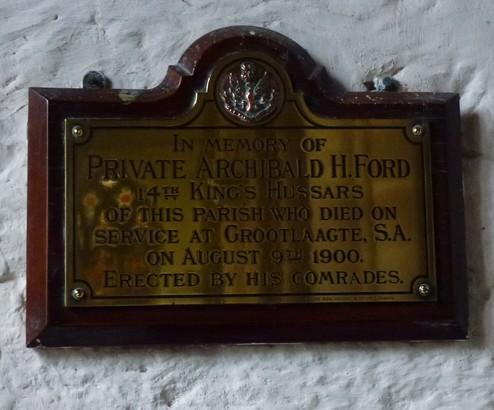 In memory of
Private Archibald H. Ford
14TH King's Hussars
of this parish who died on
service at Grootlaagte, S.A.
on August 9TH 1900.
Erected by his comrades.